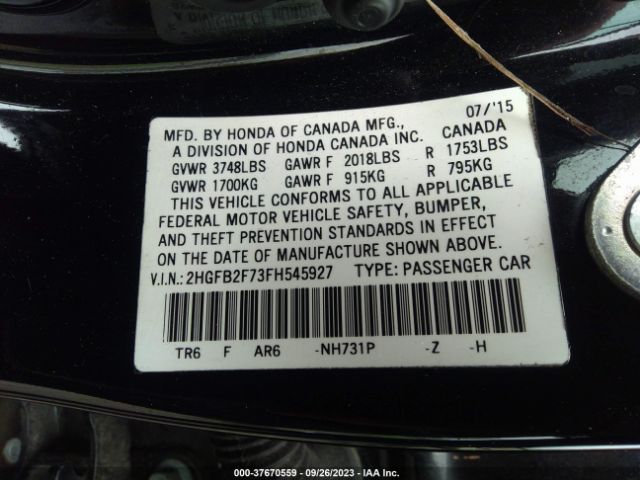 07/'15
MFD. BY HONDA OF CANADA MFG.,
A DIVISION OF HONDA CANADA INC. CANADA
GVWR 3748LBS GAWR F 2018LBS R 1753LBS
GVWR 1700KG GAWR F 915KG R 795KG
THIS VEHICLE CONFORMS TO ALL APPLICABLE
FEDERAL MOTOR VEHICLE SAFETY, BUMPER,
AND THEFT PREVENTION STANDARDS IN EFFECT
ON THE DATE OF MANUFACTURE SHOWN ABOVE.
V.I.N.: 2HGFB2F73FH545927 TYPE: PASSENGER CAR
TR6 F AR6 -NH731P -Z -H
000-37670559 - 09/26/2023 - IAA Inc.